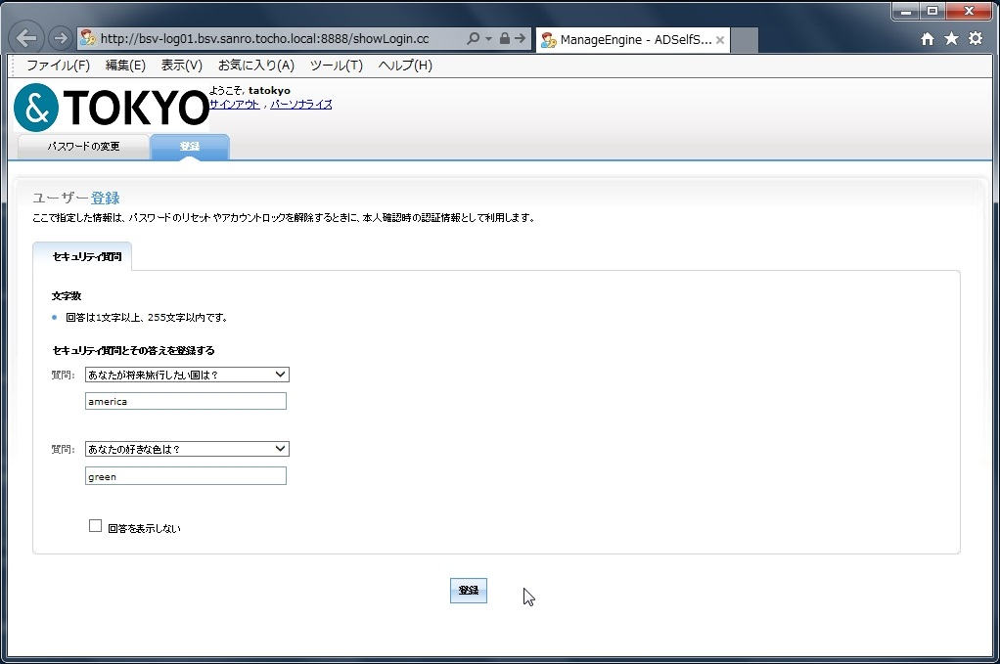 http://bsv-log01.bsv.sanro.tocho.local:8888/showLogin.cc
ManageEngine - ADSelfS...
ファイル(F) 編集(E) 表示(V) お気に入り(A) ツール(T) ヘルプ(H)
& TOKYO
ようこそ, tatokyo
サインアウト , パーソナライズ
パスワードの変更 登録
ユーザー登録
ここで指定した情報は、パスワードのリセットやアカウントロックを解除するときに、本人確認時の認証情報として利用します。
セキュリティ質問
文字数
回答は1文字以上、255文字以内です。
セキュリティ質問とその答えを登録する
質問: あなたが将来旅行したい国は？
america
質問: あなたの好きな色は？
green
回答を表示しない
登録